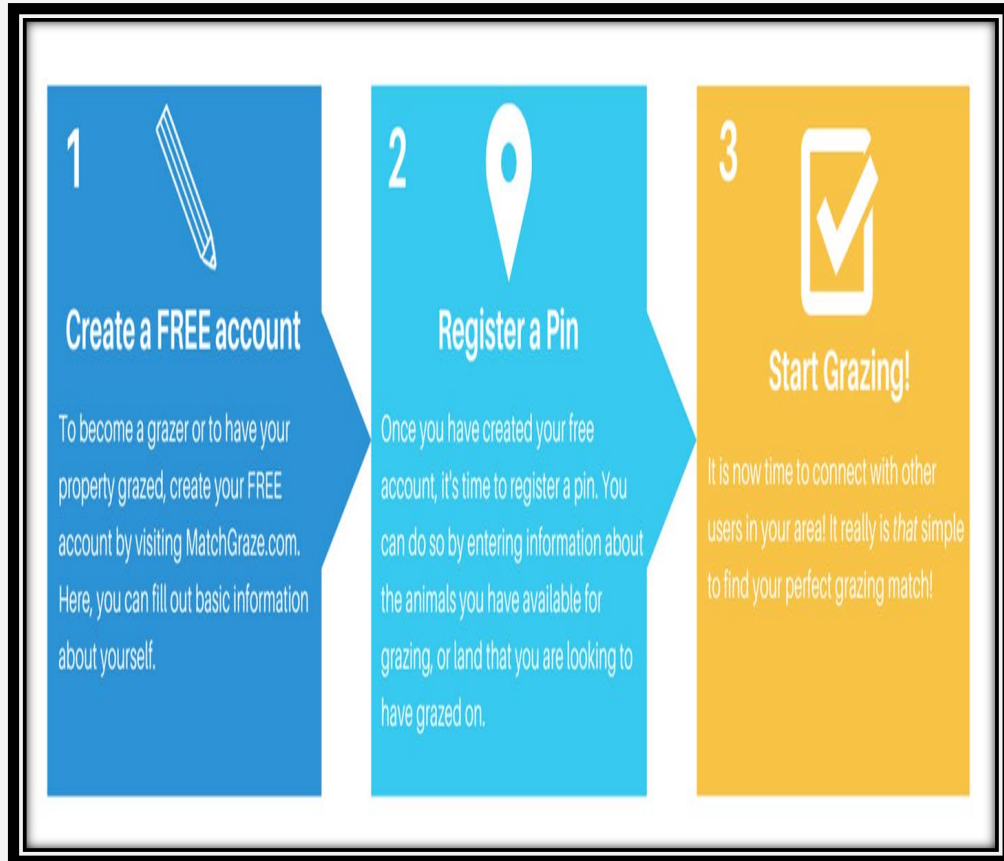 1
Create a FREE account
To become a grazer or to have your
property grazed, create your FREE
account by visiting MatchGraze.com.
Here, you can fill out basic information
about yourself.
2
Register a Pin
Once you have created your free
account, it's time to register a pin. You
can do so by entering information about
the animals you have available for
grazing, or land that you are looking to
have grazed on.
3
Start Grazing!
It is now time to connect with other
users in your area! It really is that simple
to find your perfect grazing match!